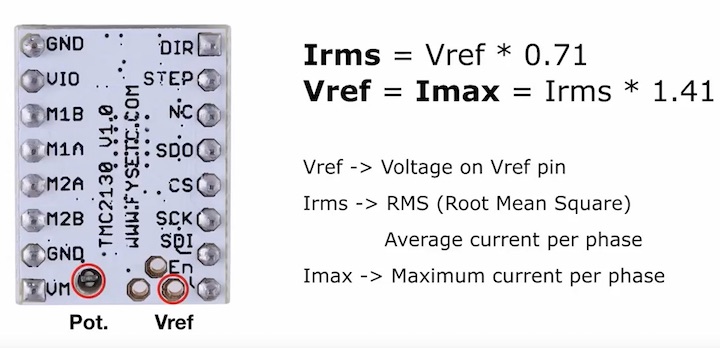 GND
VIO
M1B
M1A
M2A
M2B
GND
VM
TMC2130 V1.0
WWW.FYSETC.COM
DIR
STEP
NC
SDO
CS
SCK
SDI
En
Pot.
Vref
Irms = Vref * 0.71
Vref = Imax = Irms * 1.41
Vref -> Voltage on Vref pin
Irms -> RMS (Root Mean Square)
Average current per phase
Imax -> Maximum current per phase